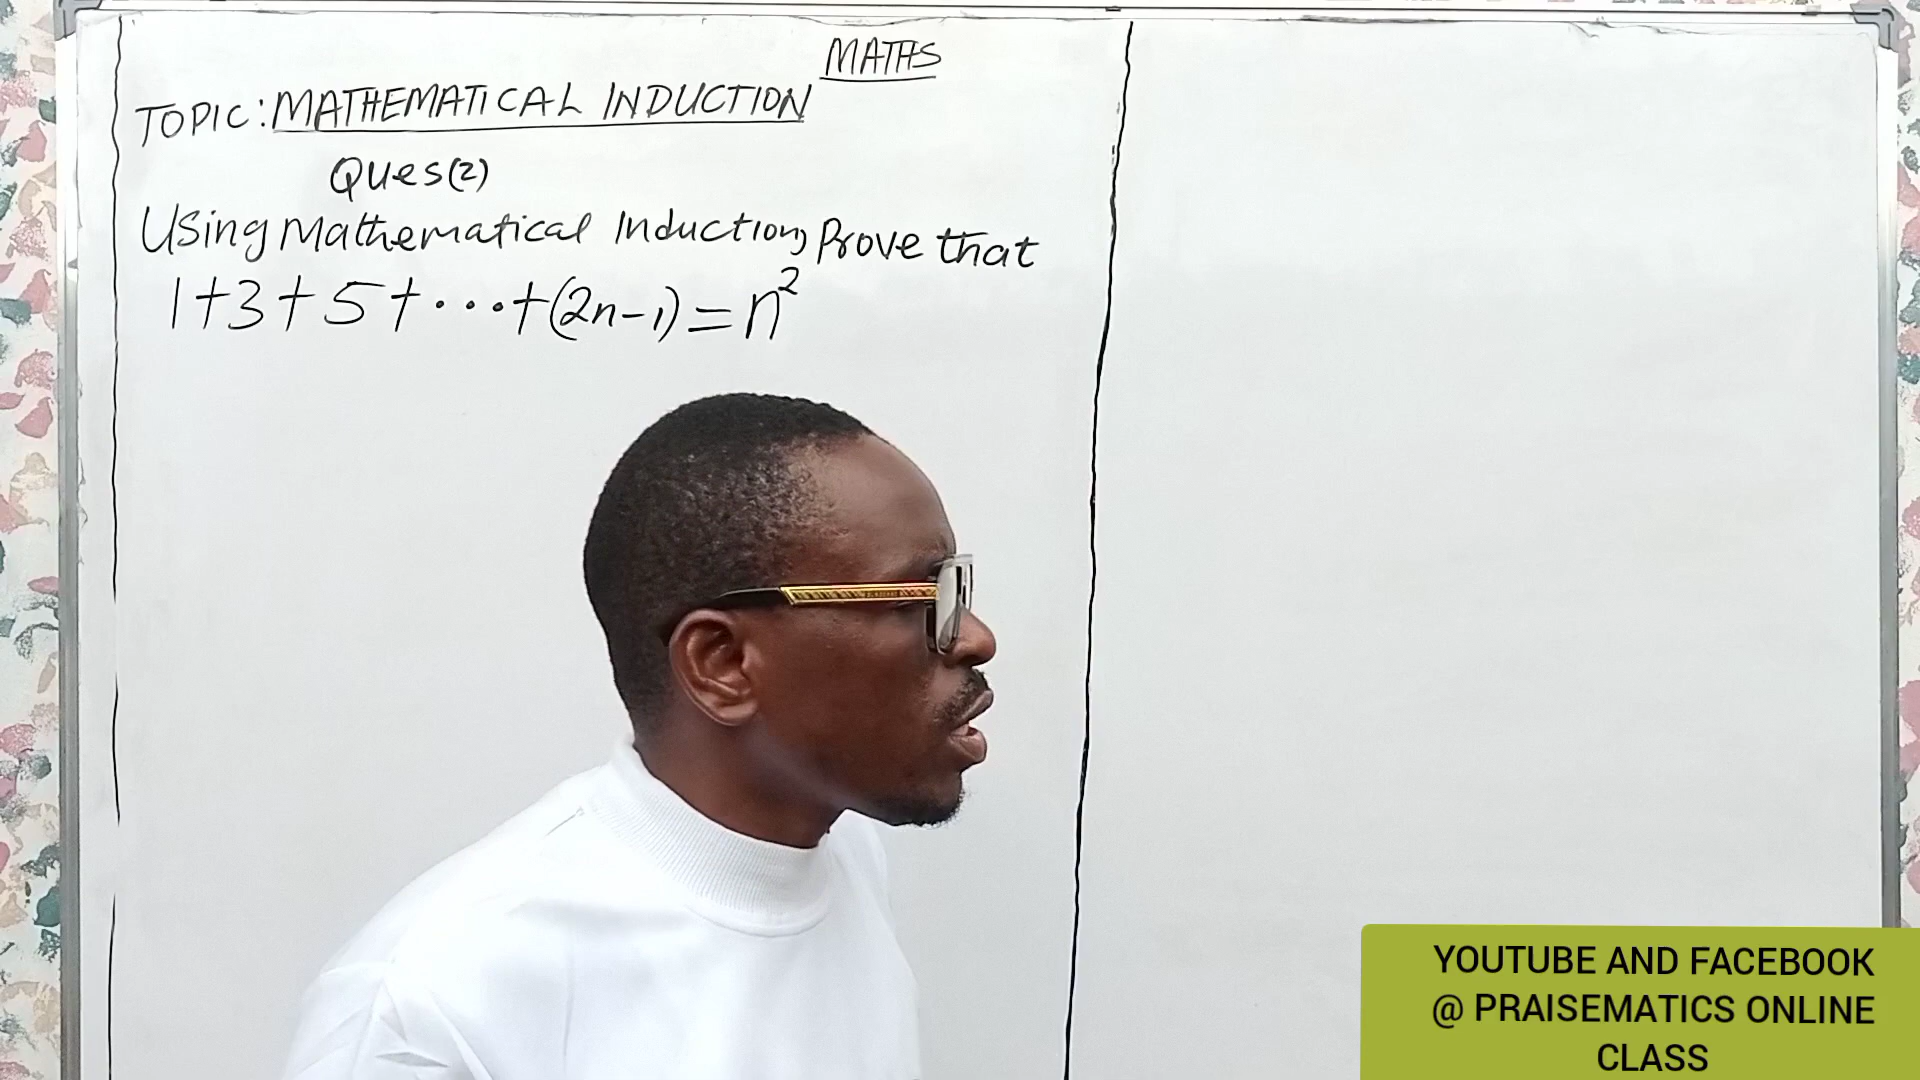 MATHS
TOPIC: MATHEMATICAL INDUCTION
Ques(2)
Using Mathematical Induction, Prove that
1+3+5+...+(2n-1)=n²
YOUTUBE AND FACEBOOK
@ PRAISEMATICS ONLINE
CLASS